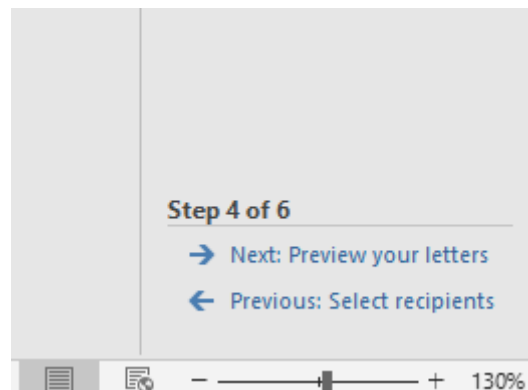 Step 4 of 6
→ Next: Preview your letters
← Previous: Select recipients
− + 130%